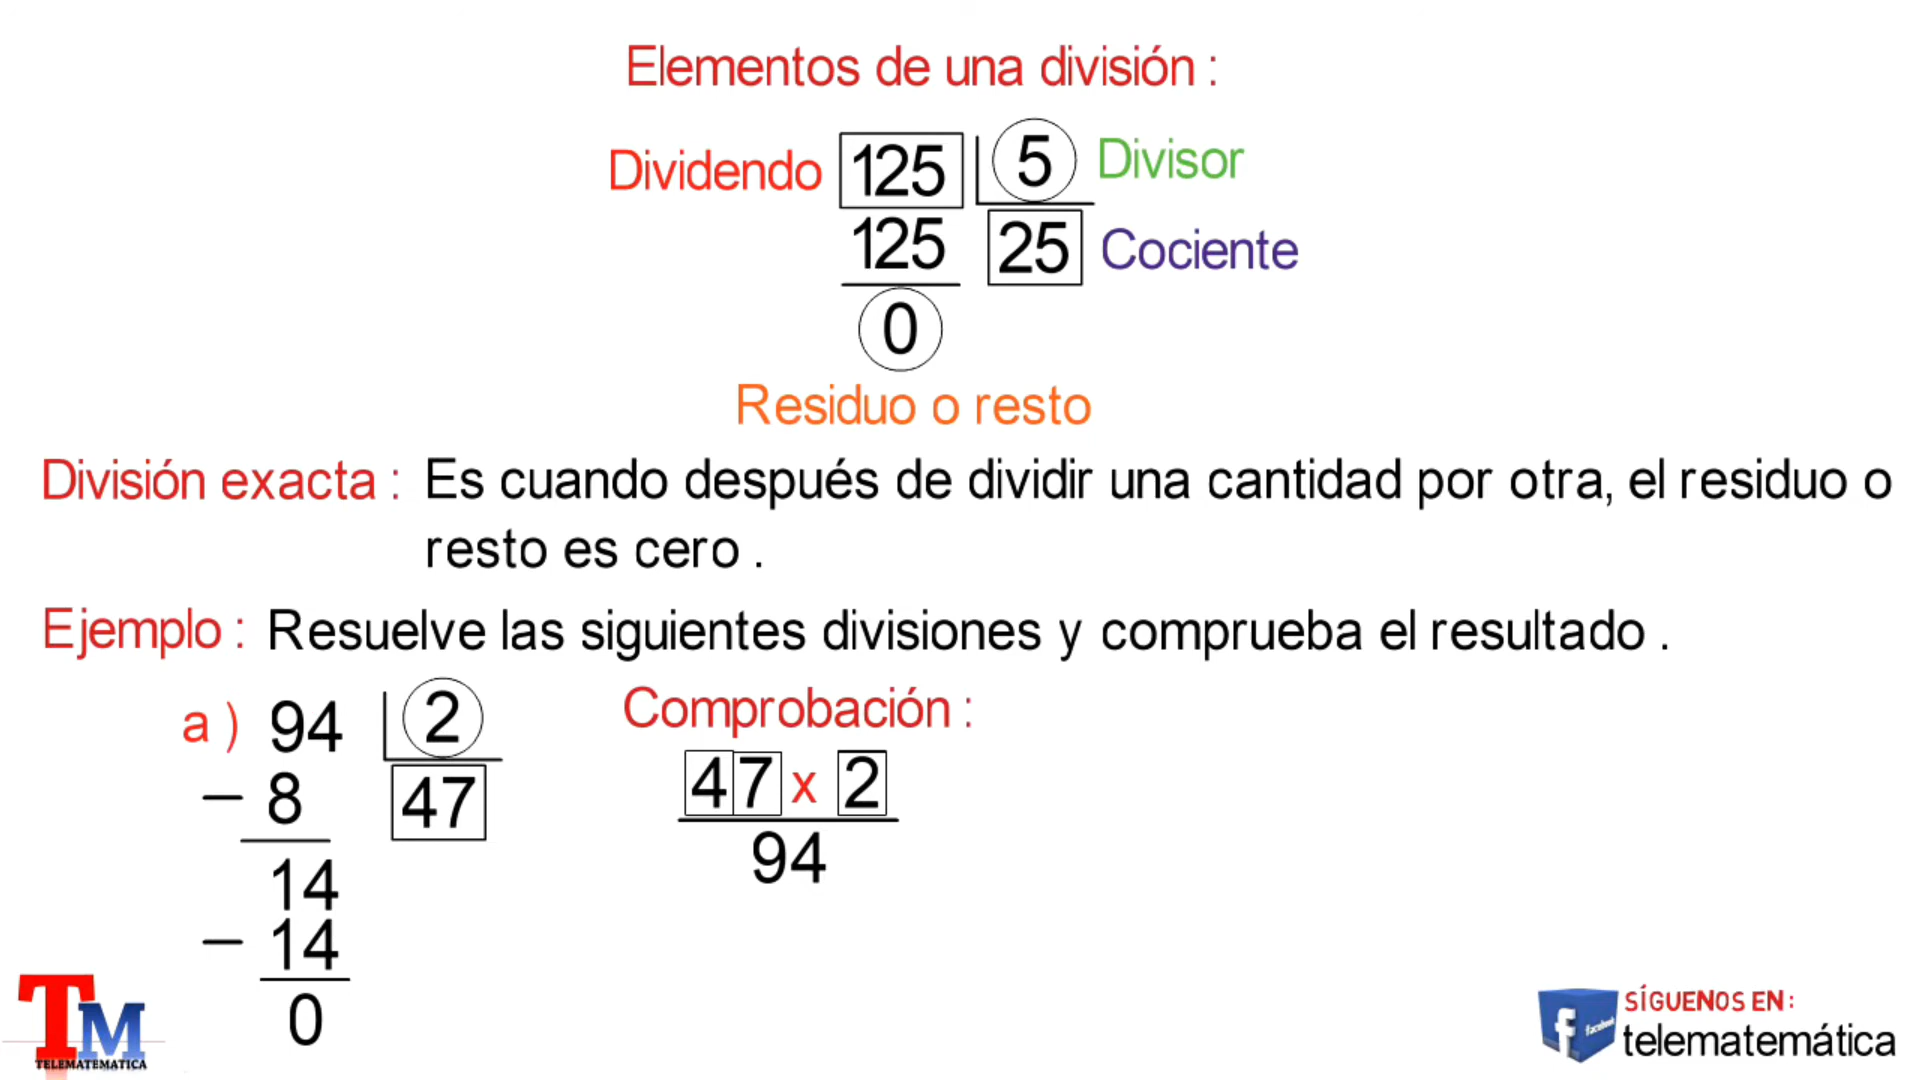 Elementos de una división :
Dividendo 125 5 Divisor
125 25 Cociente
0
Residuo o resto
División exacta : Es cuando después de dividir una cantidad por otra, el residuo o
resto es cero .
Ejemplo : Resuelve las siguientes divisiones y comprueba el resultado .
a ) 94 2 Comprobación :
− 8 47 47 x 2
14 94
− 14
0
TM
TELEMATEMATICA
f facebook
SÍGUENOS EN :
telematemática